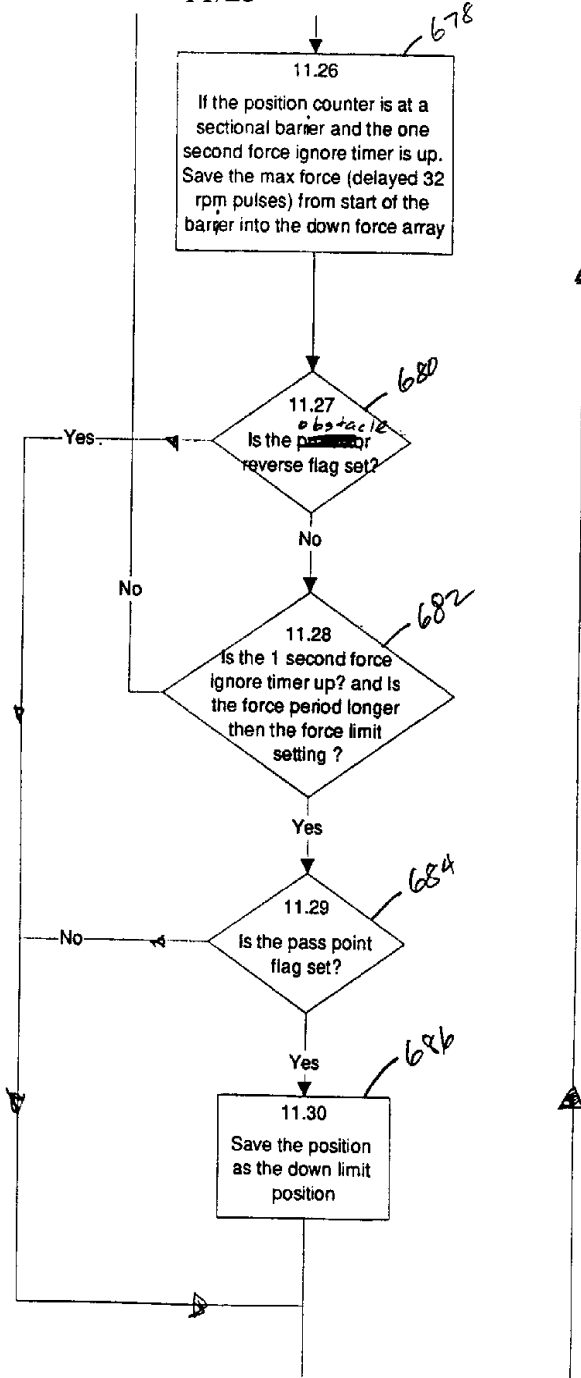 678
11.26
If the position counter is at a
sectional barrier and the one
second force ignore timer is up.
Save the max force (delayed 32
rpm pulses) from start of the
barrier into the down force array
680
11.27
obstacle
Is the
reverse flag set?
Yes
No
No
682
11.28
Is the 1 second force
ignore timer up? and Is
the force period longer
then the force limit
setting ?
Yes
684
11.29
Is the pass point
flag set?
No
Yes
686
11.30
Save the position
as the down limit
position